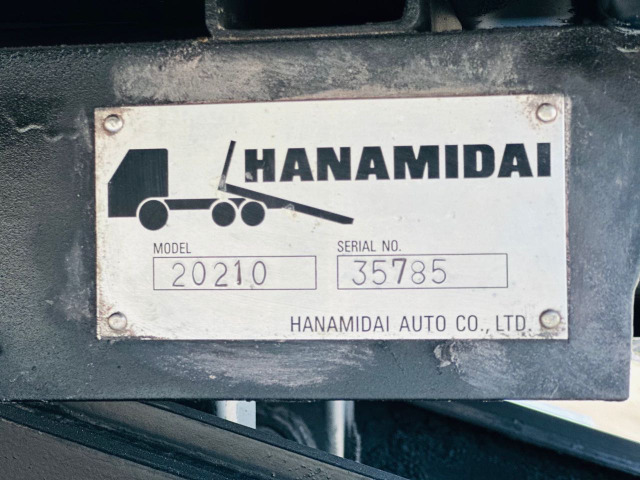 HANAMIDAI
MODEL SERIAL NO.
20210 35785
HANAMIDAI AUTO CO., LTD.